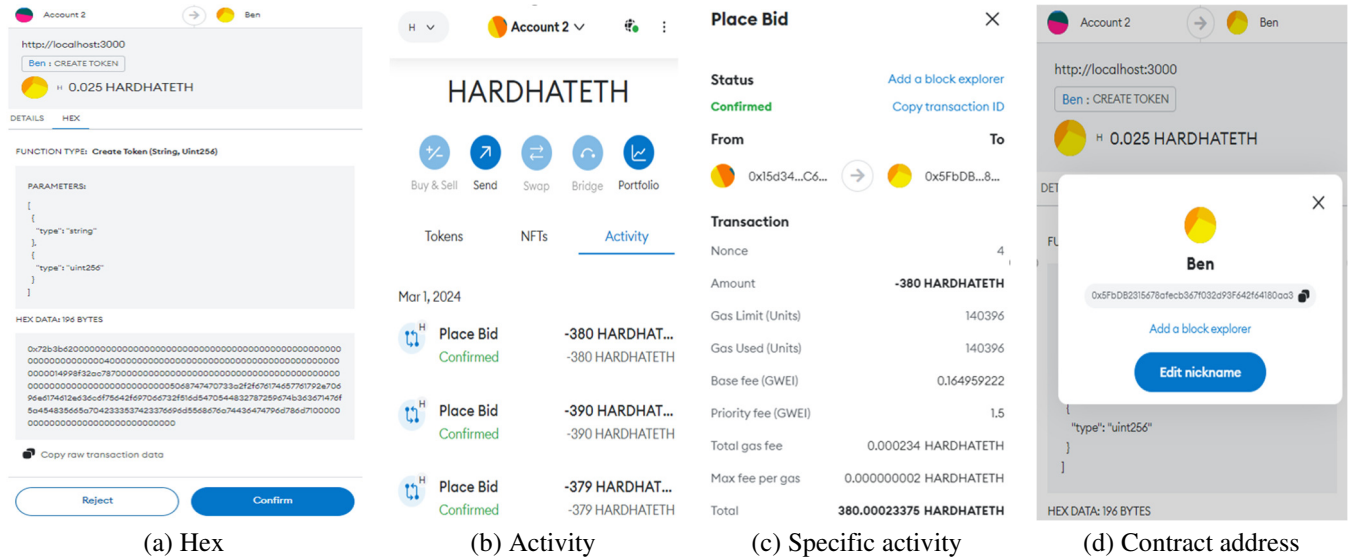 Account 2
Ben
http://localhost:3000
Ben : CREATE TOKEN
H 0.025 HARDHATETH
DETAILS HEX
FUNCTION TYPE: Create Token (String, Uint256)
PARAMETERS:
[
{
"type": "string"
},
{
"type": "uint256"
}
]
HEX DATA: 196 BYTES
Copy raw transaction data
Reject Confirm
(a) Hex
H
Account 2
HARDHATETH
Buy & Sell Send Swap Bridge Portfolio
Tokens NFTs Activity
Mar 1, 2024
H
Place Bid -380 HARDHAT...
Confirmed -380 HARDHATETH
H
Place Bid -390 HARDHAT...
Confirmed -390 HARDHATETH
H
Place Bid -379 HARDHAT...
Confirmed -379 HARDHATETH
(b) Activity
Place Bid
Status Add a block explorer
Confirmed Copy transaction ID
From To
0x15d34...C6... 0x5FbDB...8...
Transaction
Nonce 4
Amount -380 HARDHATETH
Gas Limit (Units) 140396
Gas Used (Units) 140396
Base fee (GWEI) 0.164959222
Priority fee (GWEI) 1.5
Total gas fee 0.000234 HARDHATETH
Max fee per gas 0.000000002 HARDHATETH
Total 380.00023375 HARDHATETH
(c) Specific activity
Account 2 Ben
http://localhost:3000
Ben : CREATE TOKEN
H 0.025 HARDHATETH
DET
FU
Ben
0x5FbDB2315678afecb367f032d93F642f64180aa3
Add a block explorer
Edit nickname
{
"type": "uint256"
}
]
HEX DATA: 196 BYTES
(d) Contract address